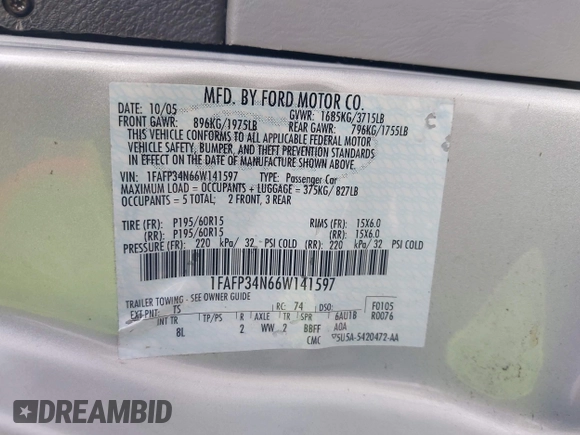 MFD. BY FORD MOTOR CO.
DATE: 10/05 GVWR: 1685KG/3715LB
FRONT GAWR: 896KG/1975LB REAR GAWR: 796KG/1755LB
THIS VEHICLE CONFORMS TO ALL APPLICABLE FEDERAL MOTOR
VEHICLE SAFETY, BUMPER, AND THEFT PREVENTION STANDARDS
IN EFFECT ON THE DATE OF MANUFACTURE SHOWN ABOVE.
VIN: 1FAFP34N66W141597 TYPE: Passenger Car
MAXIMUM LOAD = OCCUPANTS + LUGGAGE = 375KG/ 827LB
OCCUPANTS = 5 TOTAL; 2 FRONT, 3 REAR
TIRE (FR): P195/60R15 RIMS (FR): 15X6.0
(RR): P195/60R15 (RR): 15X6.0
PRESSURE (FR): 220 kPa/ 32 PSI COLD (RR): 220 kPa/ 32 PSI COLD
1FAFP34N66W141597
TRAILER TOWING - SEE OWNER GUIDE
EXT PNT: TS RC: 74 DSO: F0105
INT TR TP/PS R AXLE TR SPR 6AU1B R0076
8L 2 WW 2 BBFF A0A
CMC 5U5A-5420472-AA
DREAMBID